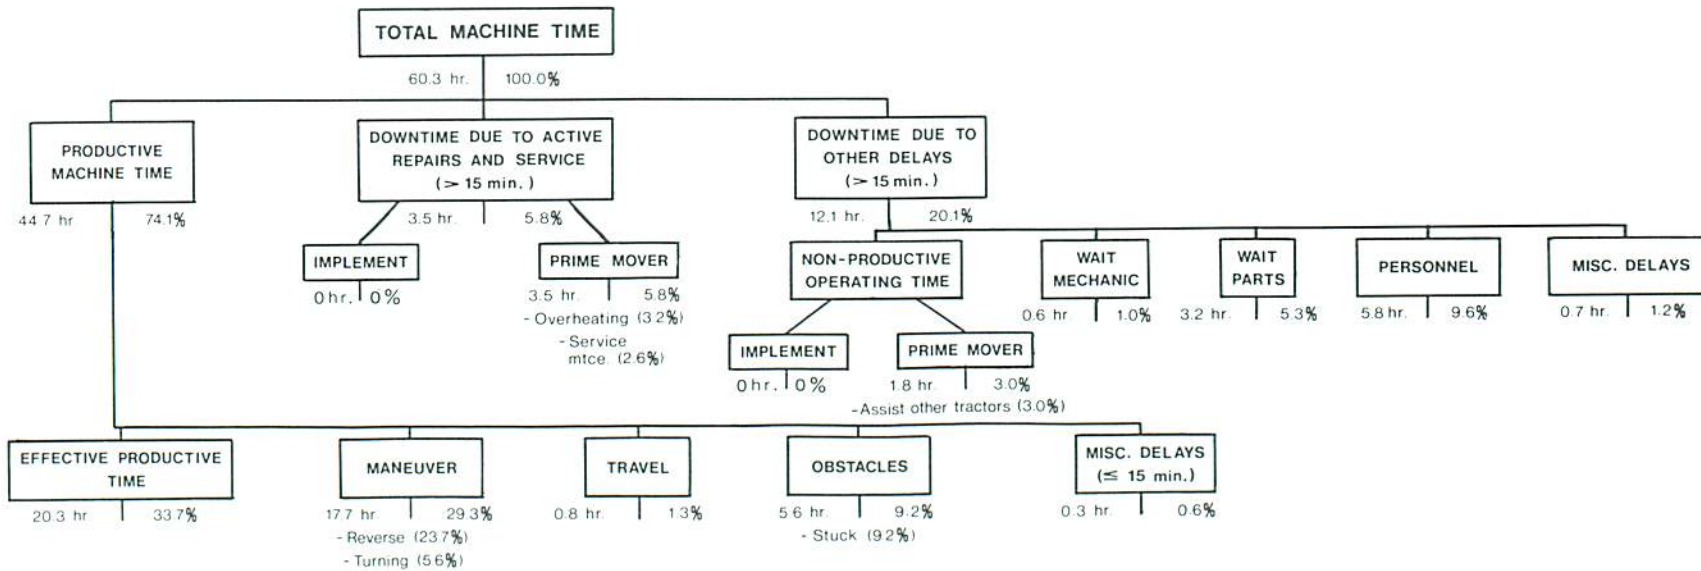 TOTAL MACHINE TIME
60.3 hr. 100.0%
PRODUCTIVE
MACHINE TIME
44.7 hr 74.1%
DOWNTIME DUE TO ACTIVE
REPAIRS AND SERVICE
(> 15 min.)
3.5 hr. 5.8%
DOWNTIME DUE TO
OTHER DELAYS
(> 15 min.)
12.1 hr. 20.1%
IMPLEMENT
0 hr. 0%
PRIME MOVER
3.5 hr. 5.8%
- Overheating (3.2%)
- Service
mtce. (2.6%)
NON-PRODUCTIVE
OPERATING TIME
WAIT
MECHANIC
0.6 hr 1.0%
WAIT
PARTS
3.2 hr. 5.3%
PERSONNEL
5.8 hr. 9.6%
MISC. DELAYS
0.7 hr. 1.2%
IMPLEMENT
0 hr. 0%
PRIME MOVER
1.8 hr. 3.0%
- Assist other tractors (3.0%)
EFFECTIVE PRODUCTIVE
TIME
20.3 hr 33.7%
MANEUVER
17.7 hr. 29.3%
- Reverse (23.7%)
- Turning (5.6%)
TRAVEL
0.8 hr. 1.3%
OBSTACLES
5.6 hr. 9.2%
- Stuck (9.2%)
MISC. DELAYS
(≤ 15 min.)
0.3 hr. 0.6%